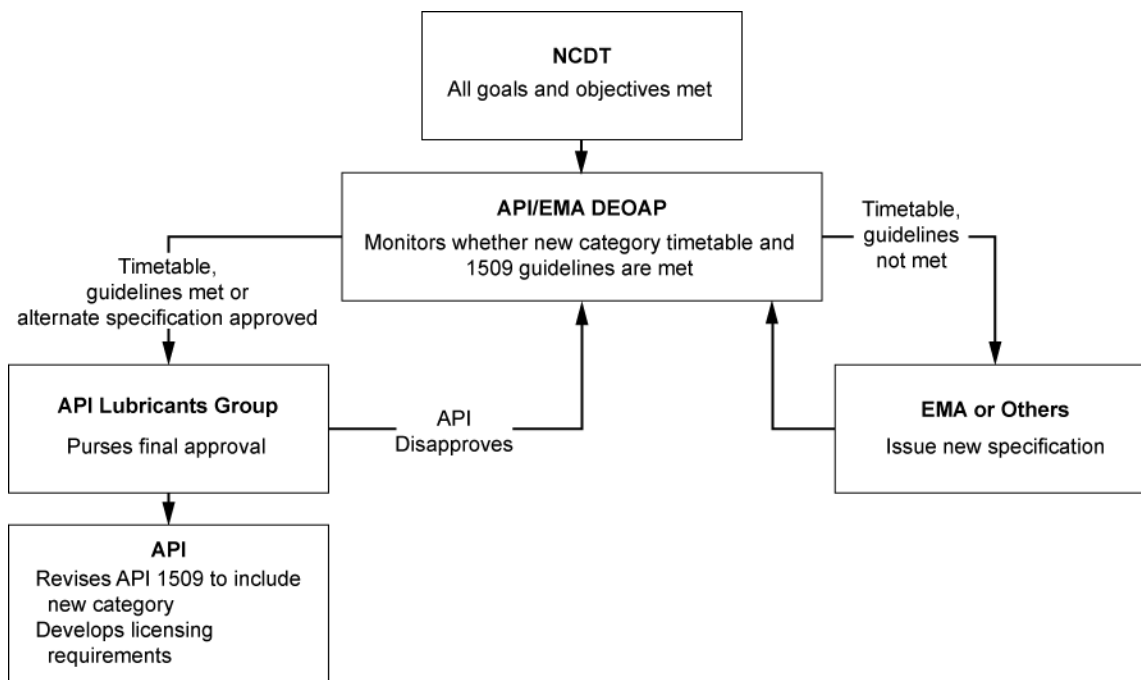 NCDT
All goals and objectives met
API/EMA DEOAP
Monitors whether new category timetable and
1509 guidelines are met
Timetable,
guidelines
not met
Timetable,
guidelines met or
alternate specification approved
API Lubricants Group
Purses final approval
API
Disapproves
EMA or Others
Issue new specification
API
Revises API 1509 to include
new category
Develops licensing
requirements